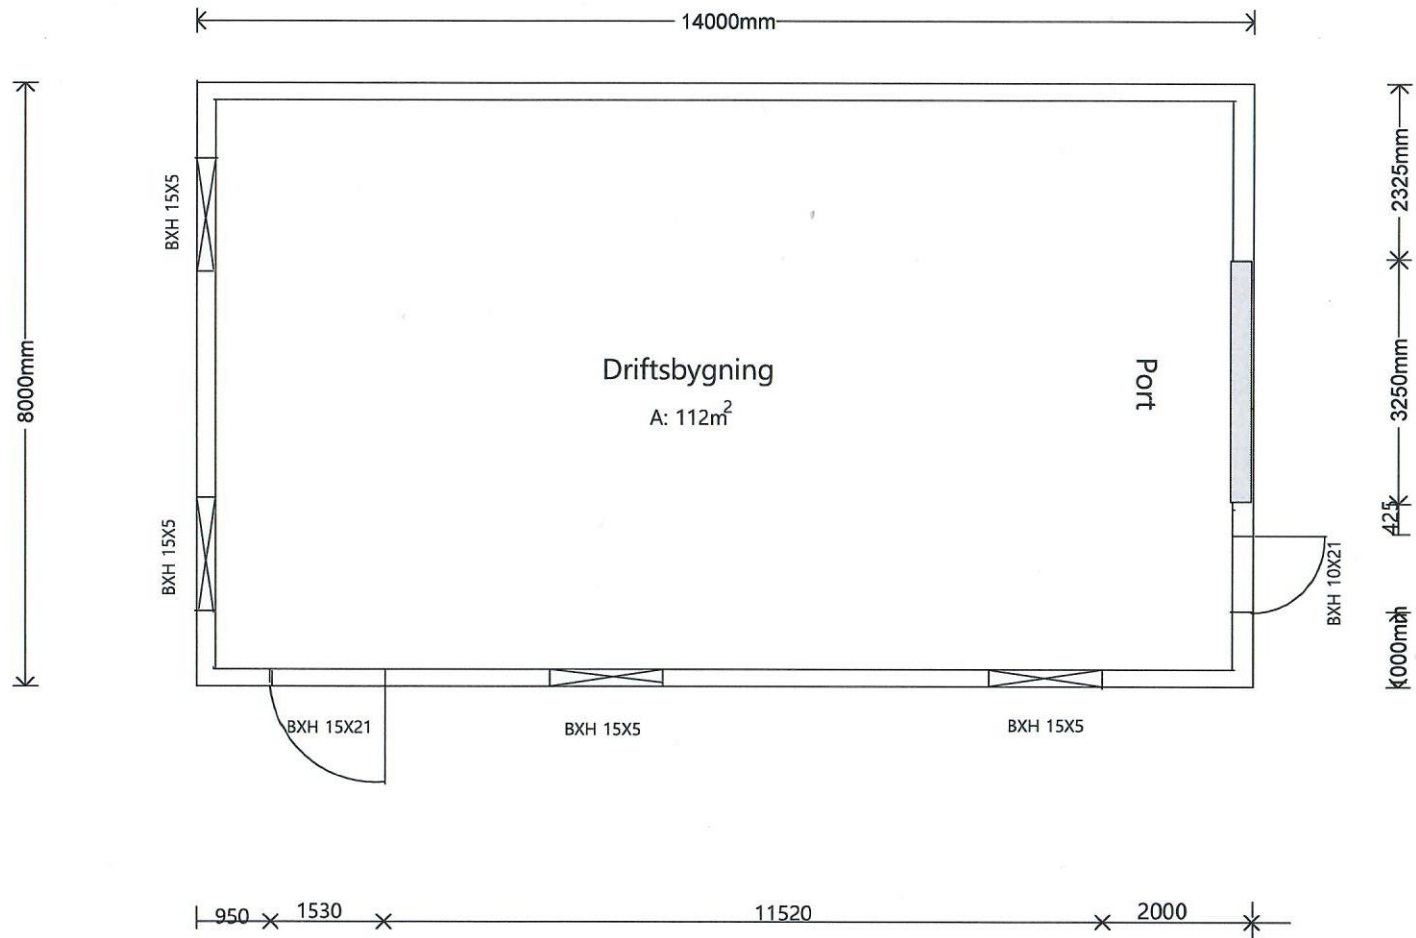 14000mm
8000mm
2325mm
BXH 15X5
Driftsbygning
A: 112m²
Port
3250mm
425
BXH 15X5
BXH 10X21
1000mm
BXH 15X21
BXH 15X5
BXH 15X5
950
1530
11520
2000